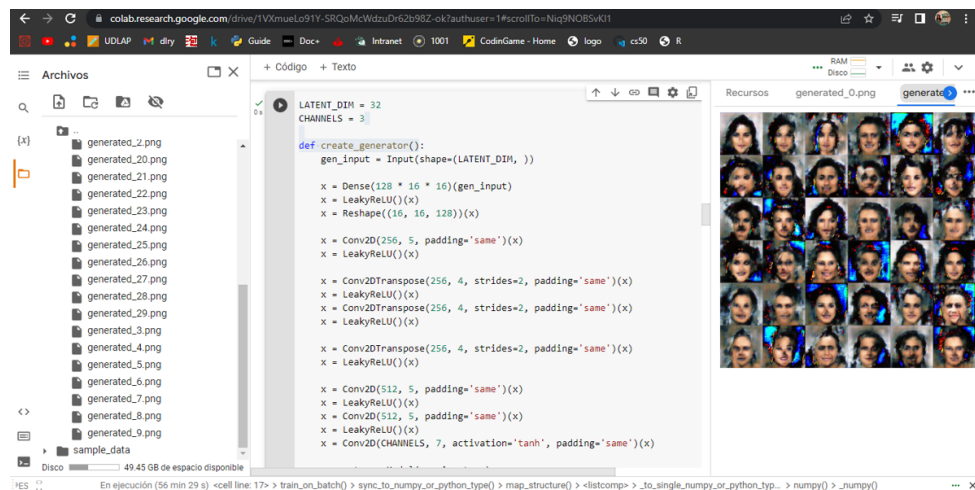 colab.research.google.com/drive/1VXmueLo91Y-SRQoMcWdzuDr62b98Z-ok?authuser=1#scrollTo=Niq9NOBSvKl1
UDLAP dlry Guide Doc+ Intranet 1001 CodinGame - Home logo cs50 R
Archivos
+ Código + Texto
RAM
Disco
Recursos generated_0.png generate
{x}
..
generated_2.png
generated_20.png
generated_21.png
generated_22.png
generated_23.png
generated_24.png
generated_25.png
generated_26.png
generated_27.png
generated_28.png
generated_29.png
generated_3.png
generated_4.png
generated_5.png
generated_6.png
generated_7.png
generated_8.png
generated_9.png
sample_data
Disco 49.45 GB de espacio disponible
0 s
LATENT_DIM = 32
CHANNELS = 3
def create_generator():
gen_input = Input(shape=(LATENT_DIM, ))
x = Dense(128 * 16 * 16)(gen_input)
x = LeakyReLU()(x)
x = Reshape((16, 16, 128))(x)
x = Conv2D(256, 5, padding='same')(x)
x = LeakyReLU()(x)
x = Conv2DTranspose(256, 4, strides=2, padding='same')(x)
x = LeakyReLU()(x)
x = Conv2DTranspose(256, 4, strides=2, padding='same')(x)
x = LeakyReLU()(x)
x = Conv2DTranspose(256, 4, strides=2, padding='same')(x)
x = LeakyReLU()(x)
x = Conv2D(512, 5, padding='same')(x)
x = LeakyReLU()(x)
x = Conv2D(512, 5, padding='same')(x)
x = LeakyReLU()(x)
x = Conv2D(CHANNELS, 7, activation='tanh', padding='same')(x)
En ejecución (56 min 29 s) <cell line: 17> > train_on_batch() > sync_to_numpy_or_python_type() > map_structure() > <listcomp> > _to_single_numpy_or_python_typ... > numpy() > _numpy()